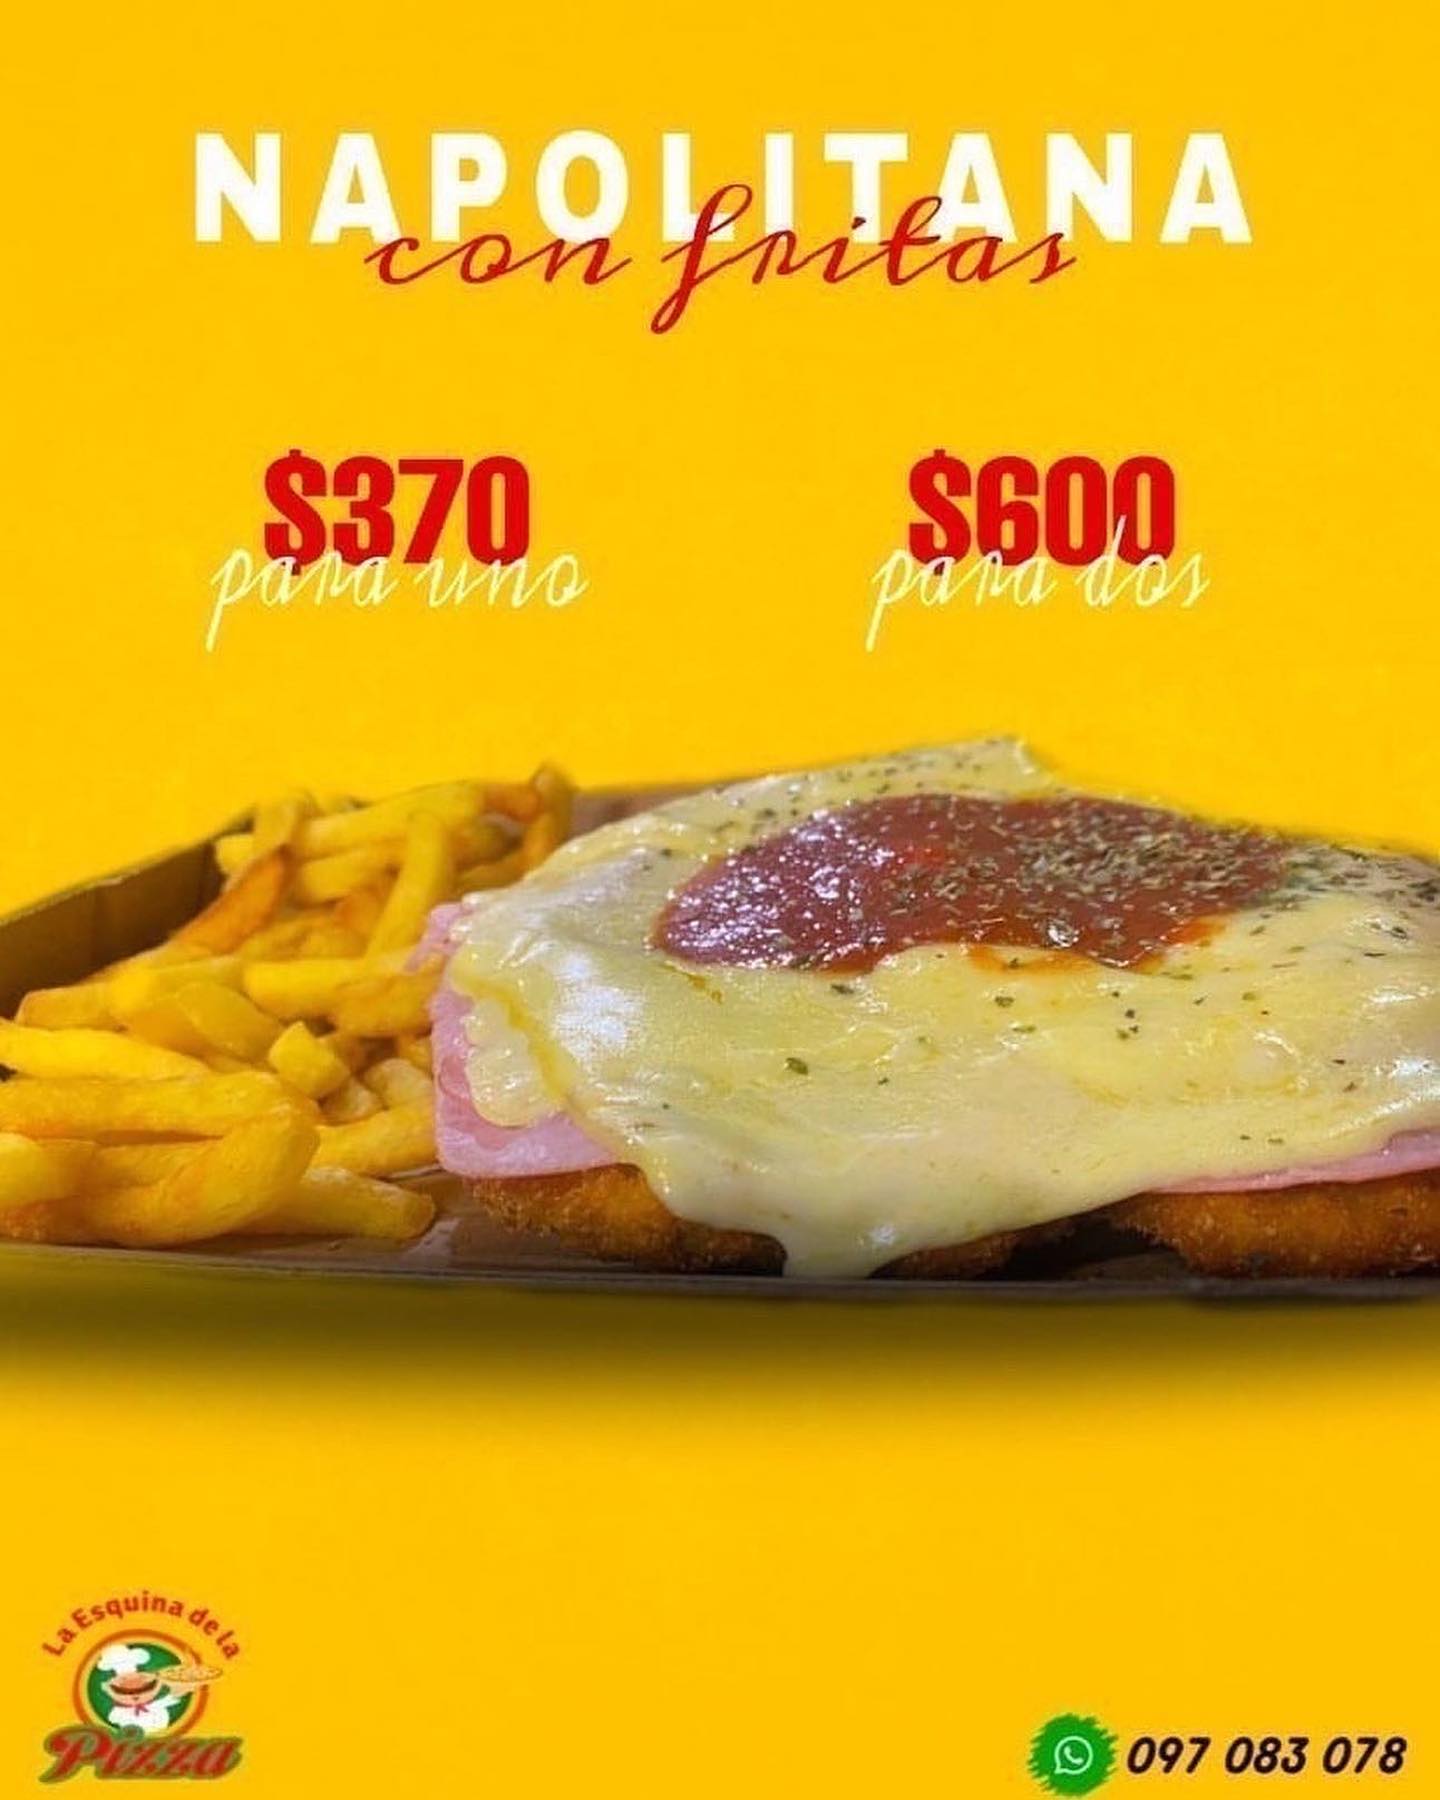 NAPOLITANA
con fritas
$370
para uno
$600
para dos
La Esquina de la
Pizza
097 083 078